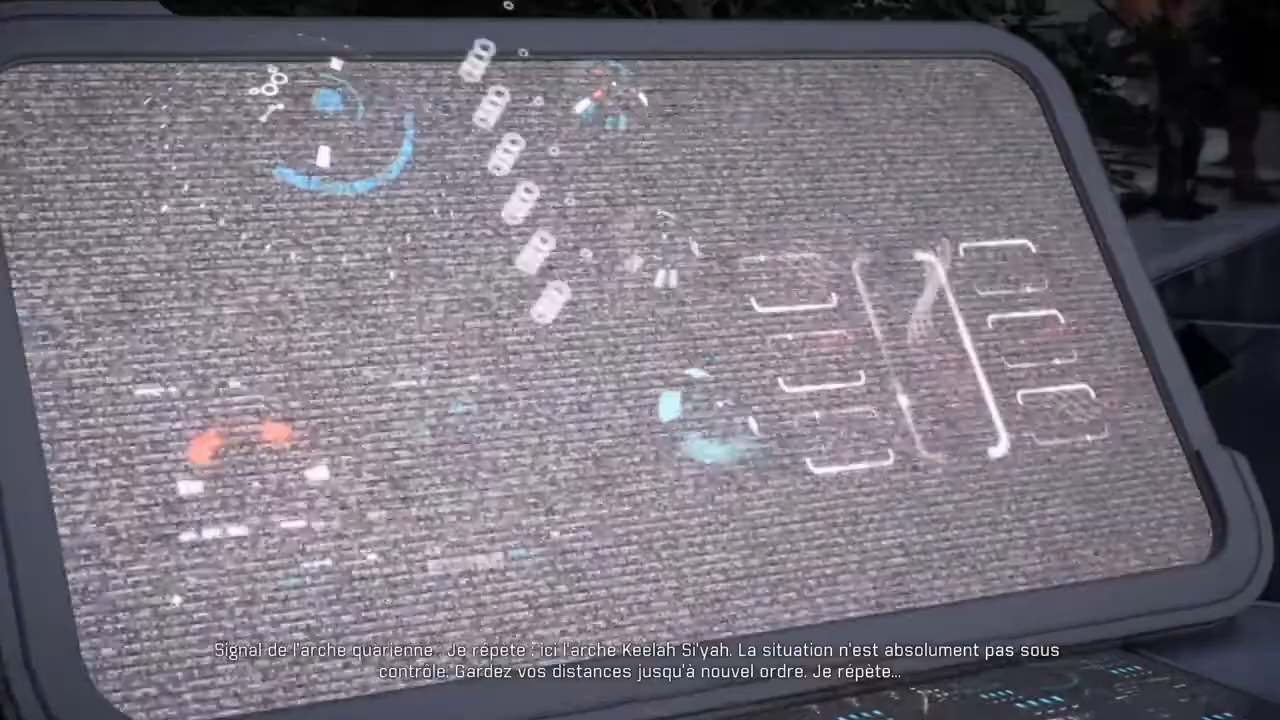 Signal de l'arche quarienne : Je répète : ici l'arche Keelah Si'yah. La situation n'est absolument pas sous
contrôle. Gardez vos distances jusqu'à nouvel ordre. Je répète...